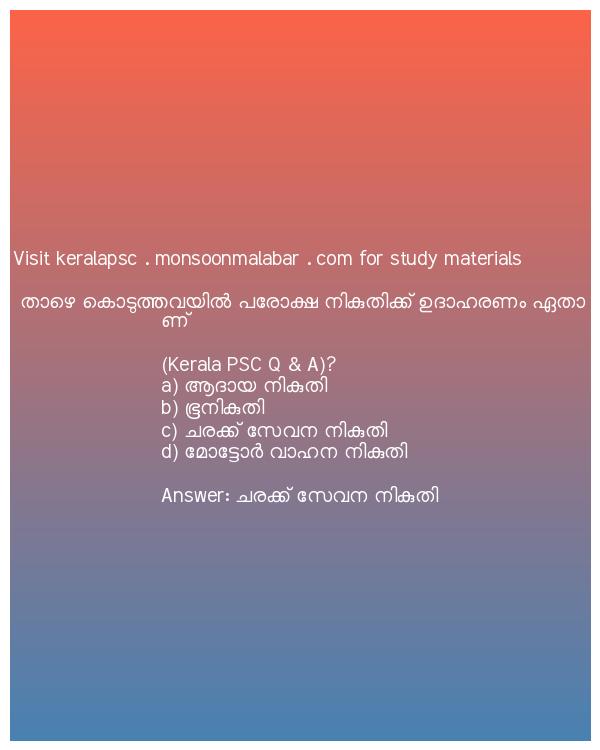 Visit keralapsc . monsoonmalabar . com for study materials
താഴെ കൊടുത്തവയിൽ പരോക്ഷ നികുതിക്ക് ഉദാഹരണം ഏതാ
ണ്
(Kerala PSC Q & A)?
a) ആദായ നികുതി
b) ഭൂനികുതി
c) ചരക്ക് സേവന നികുതി
d) മോട്ടോർ വാഹന നികുതി
Answer: ചരക്ക് സേവന നികുതി